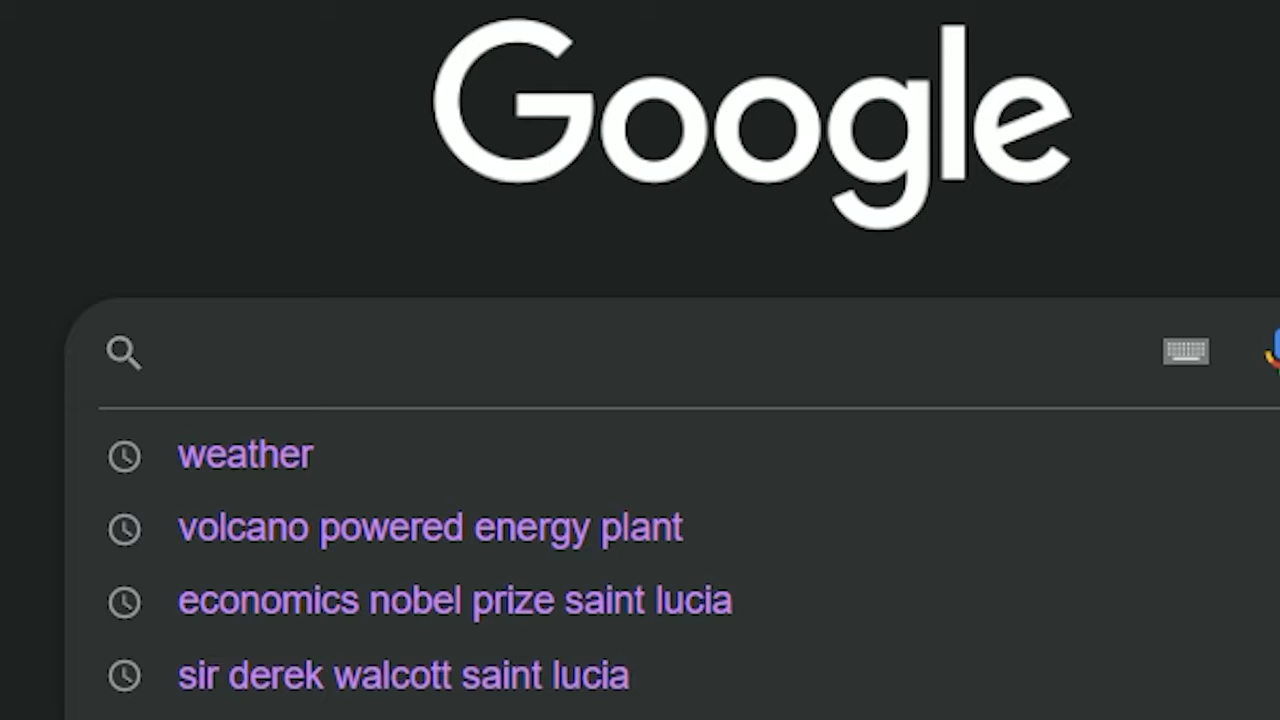 Google
weather
volcano powered energy plant
economics nobel prize saint lucia
sir derek walcott saint lucia